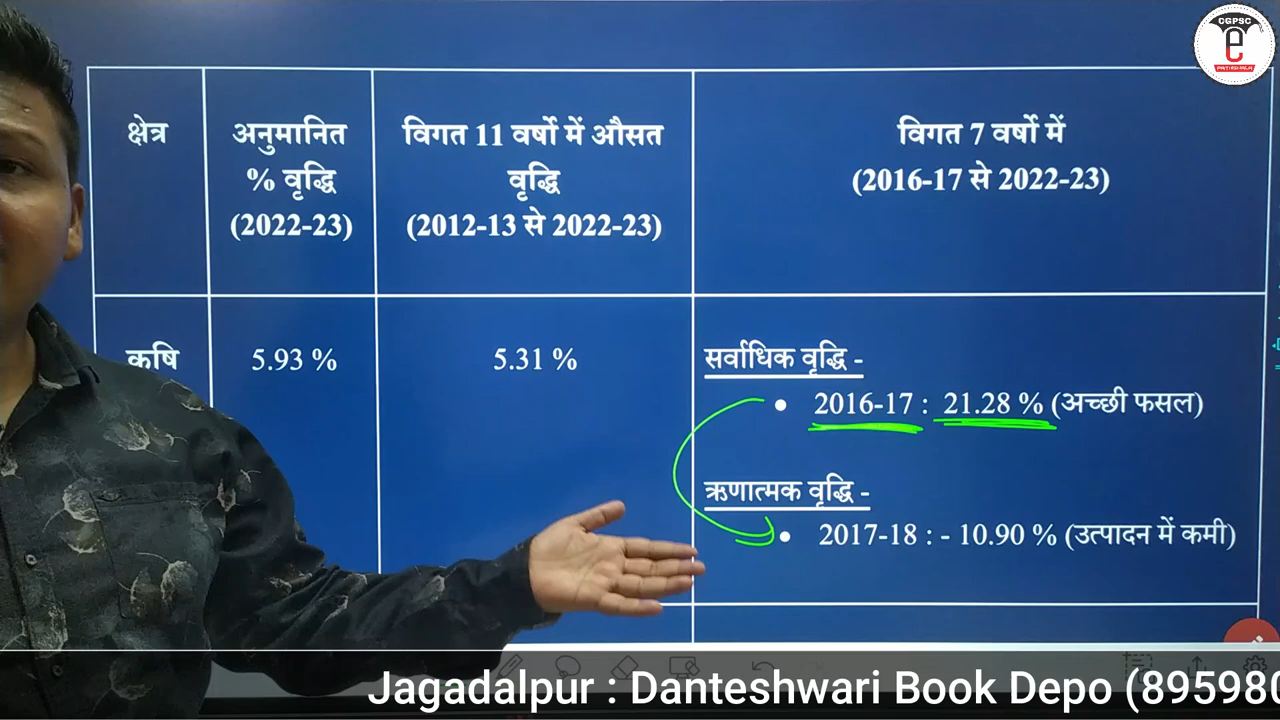 CGPSC
e
PATHSHALA
क्षेत्र
अनुमानित
% वृद्धि
(2022-23)
विगत 11 वर्षो में औसत
वृद्धि
(2012-13 से 2022-23)
विगत 7 वर्षो में
(2016-17 से 2022-23)
कृषि
5.93 %
5.31 %
सर्वाधिक वृद्धि -
• 2016-17 : 21.28 % (अच्छी फसल)
ऋणात्मक वृद्धि -
• 2017-18 : - 10.90 % (उत्पादन में कमी)
Jagadalpur : Danteshwari Book Depo (895980